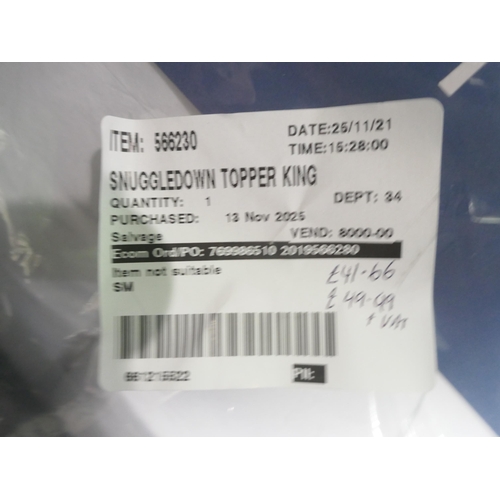 ITEM: 566230
DATE:25/11/21
TIME:15:28:00
SNUGGLEDOWN TOPPER KING
QUANTITY: 1
DEPT: 34
PURCHASED: 13 Nov 2025
Salvage
VEND: 8000-00
Ecom Ord/PO: 769986510 2019566280
Item not suitable
SM
£41-66
£49-99
+ VAT
661216622
PIN: